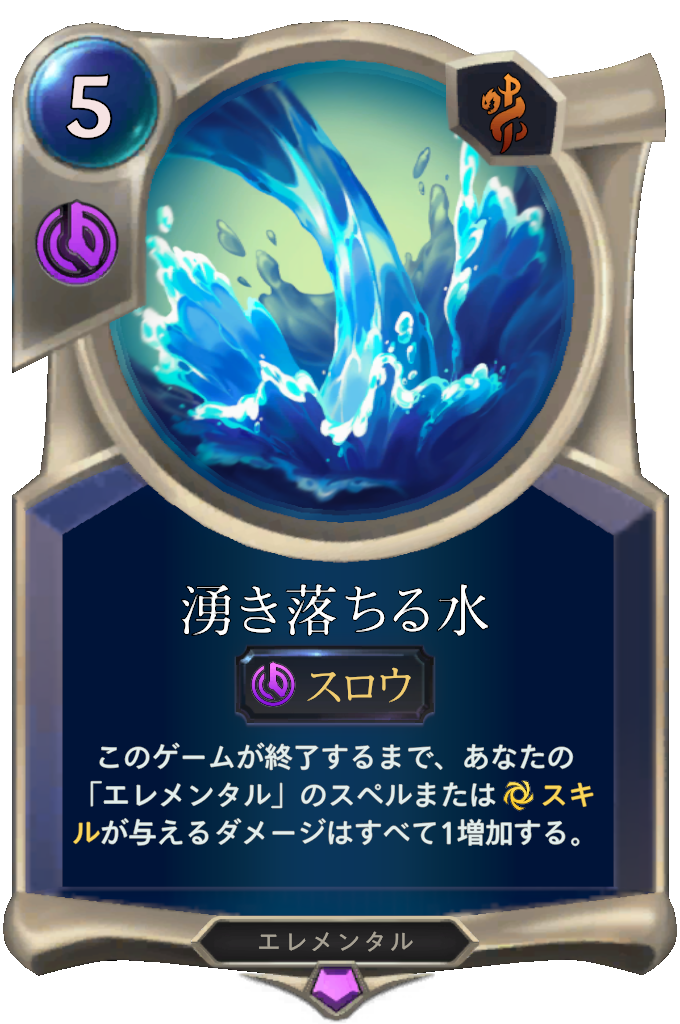 5
湧き落ちる水
スロウ
このゲームが終了するまで、あなたの
「エレメンタル」のスペルまたは スキ
ルが与えるダメージはすべて1増加する。
エレメンタル